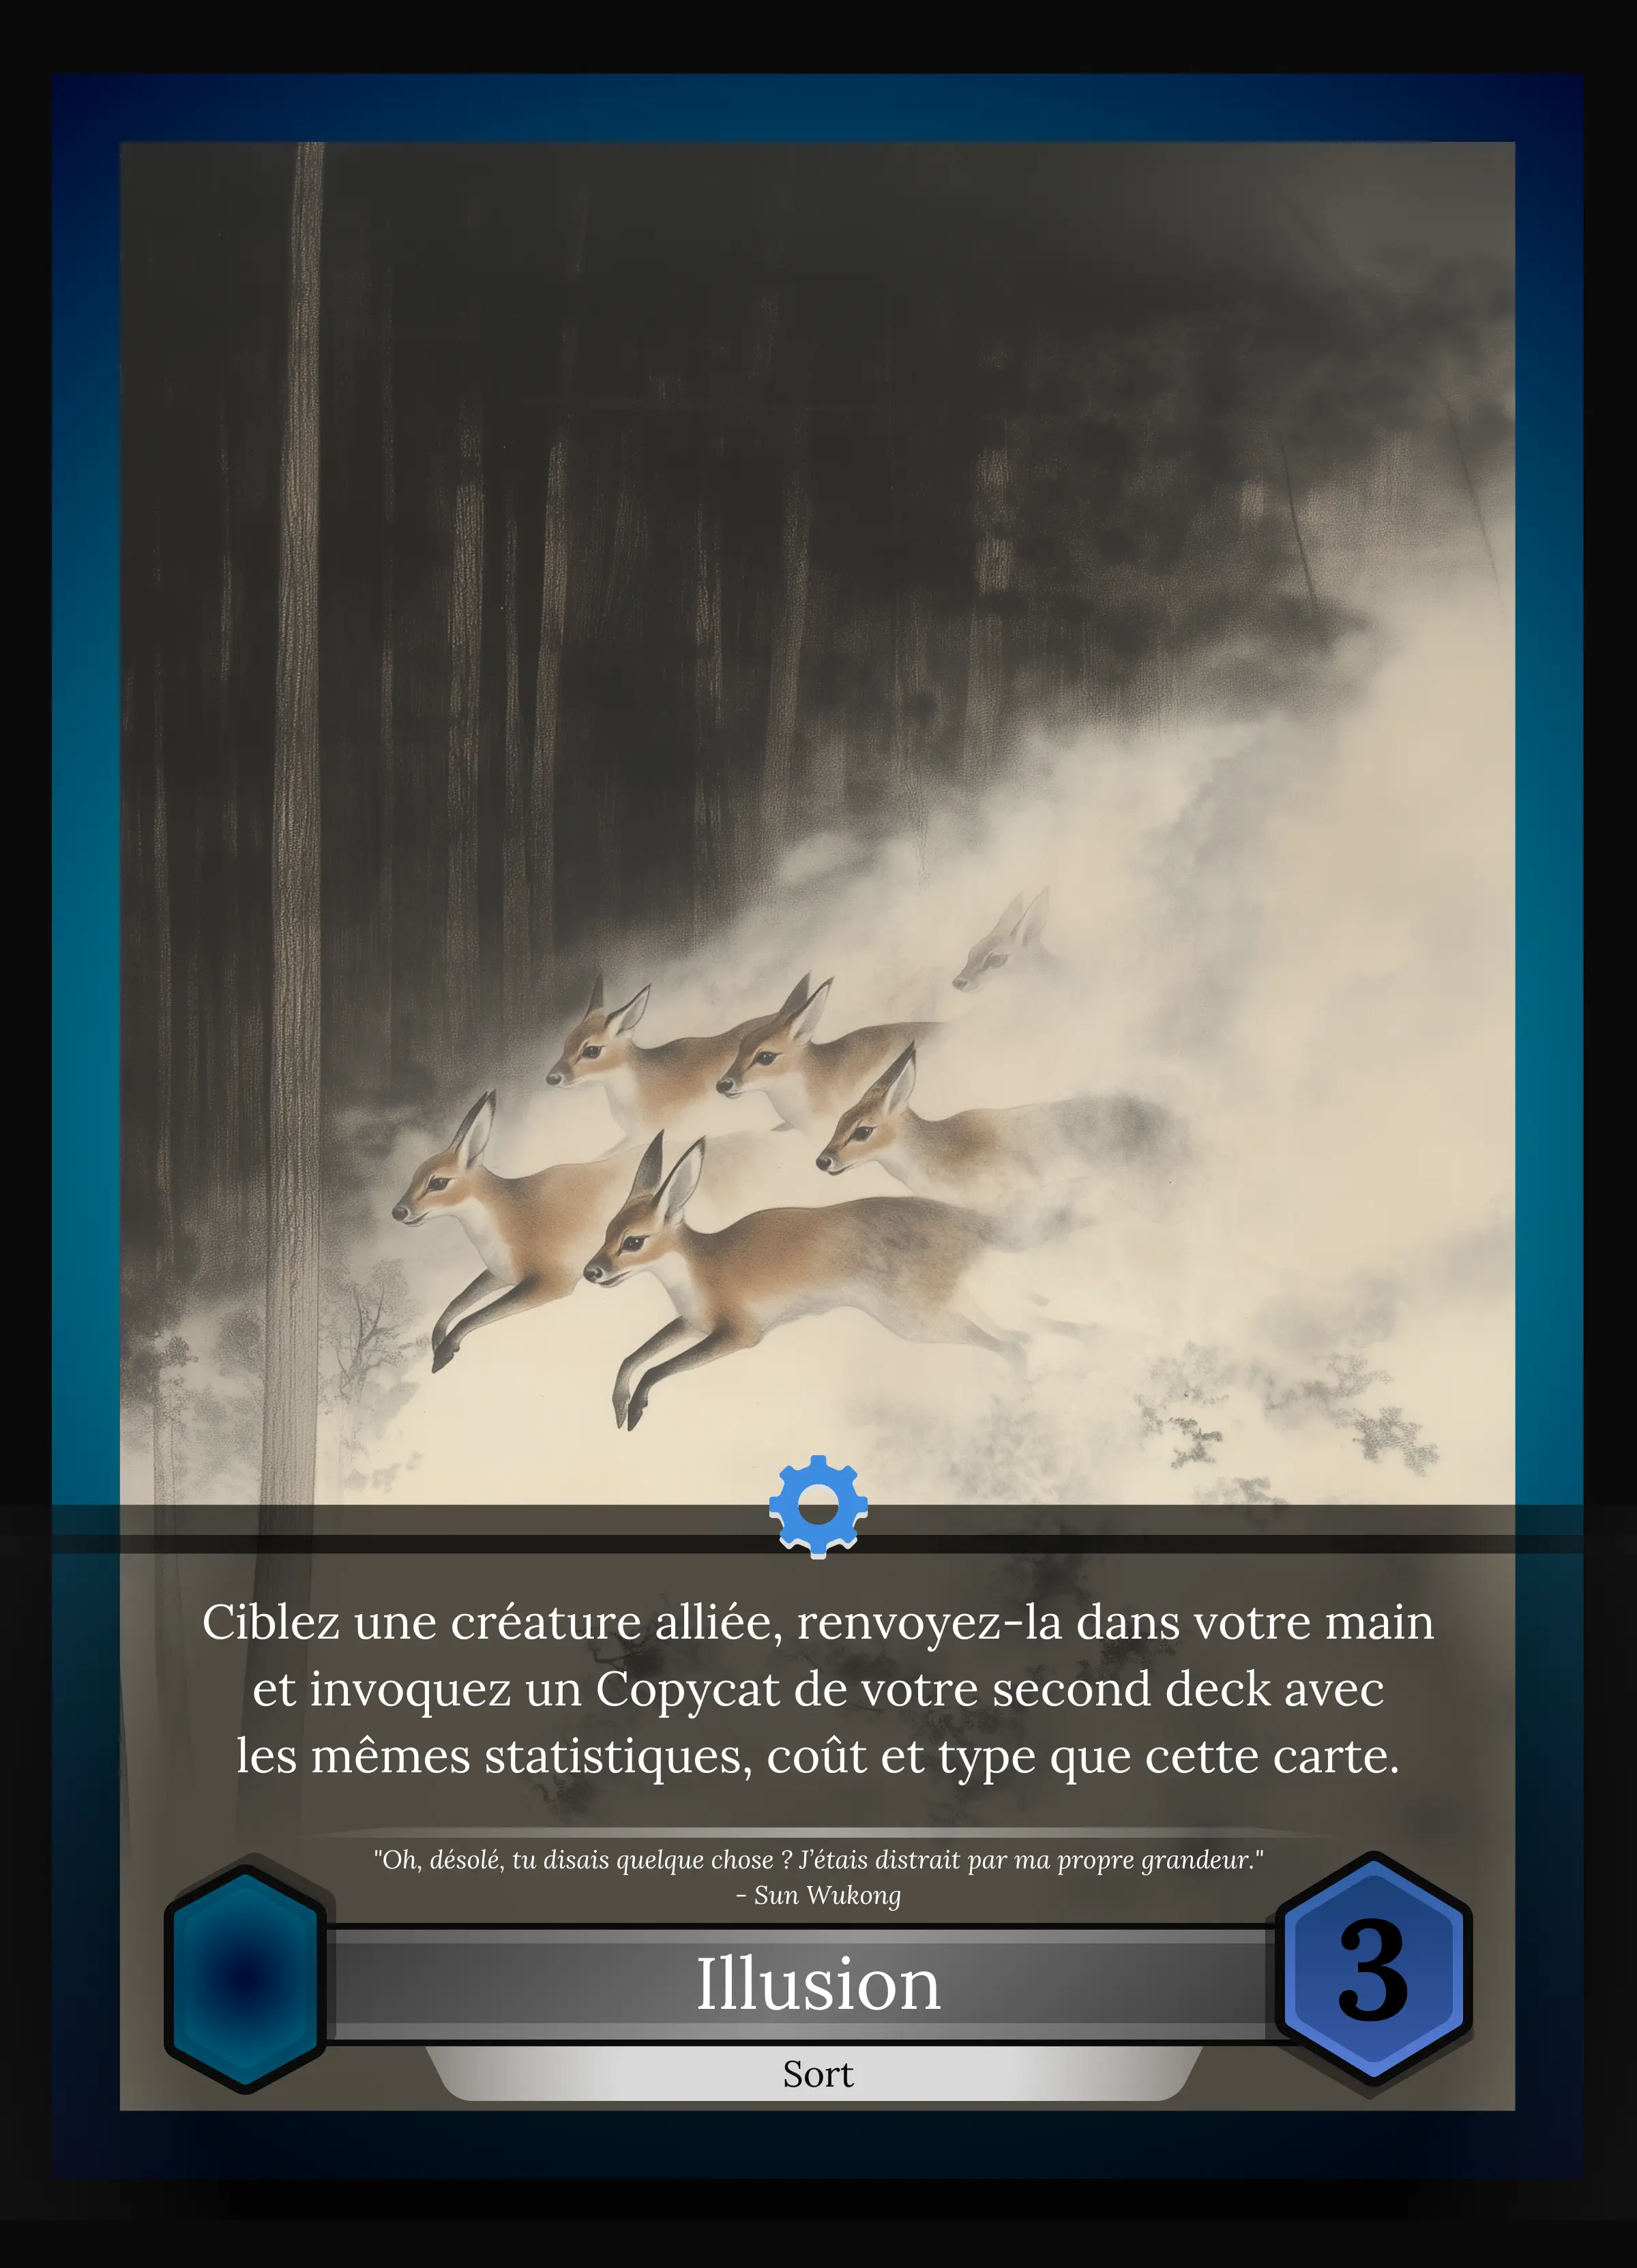 Ciblez une créature alliée, renvoyez-la dans votre main
et invoquez un Copycat de votre second deck avec
les mêmes statistiques, coût et type que cette carte.
"Oh, désolé, tu disais quelque chose ? J’étais distrait par ma propre grandeur."
- Sun Wukong
Illusion
3
Sort